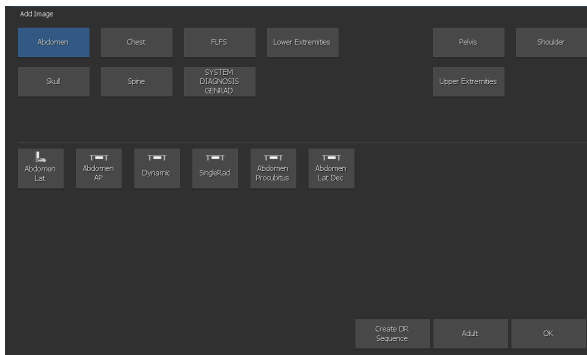 Add Image
Abdomen
Chest
FLFS
Lower Extremities
Pelvis
Shoulder
Skull
Spine
SYSTEM
DIAGNOSIS
GENRAD
Upper Extremities
Abdomen
Lat
Abdomen
AP
Dynamic
SingleRad
Abdomen
Procubitus
Abdomen
Lat Dec
Create DR
Sequence
Adult
OK